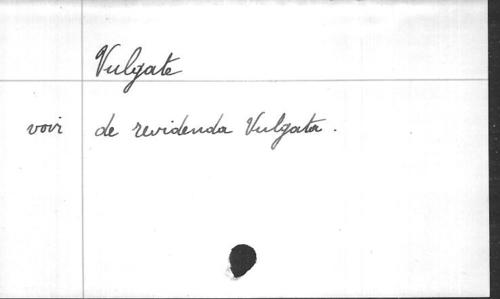 Vulgate
voir de revidenda Vulgata.